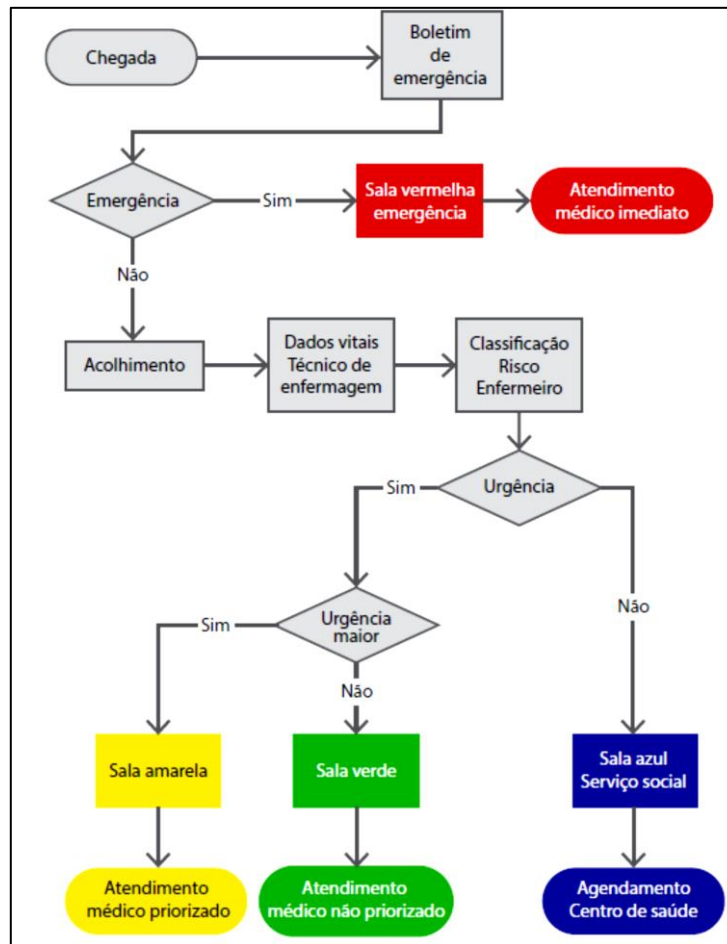 Chegada
Boletim
de
emergência
Emergência
Sim
Sala vermelha
emergência
Atendimento
médico imediato
Não
Acolhimento
Dados vitais
Técnico de
enfermagem
Classificação
Risco
Enfermeiro
Urgência
Sim
Não
Urgência
maior
Sim
Não
Sala amarela
Sala verde
Sala azul
Serviço social
Atendimento
médico priorizado
Atendimento
médico não priorizado
Agendamento
Centro de saúde